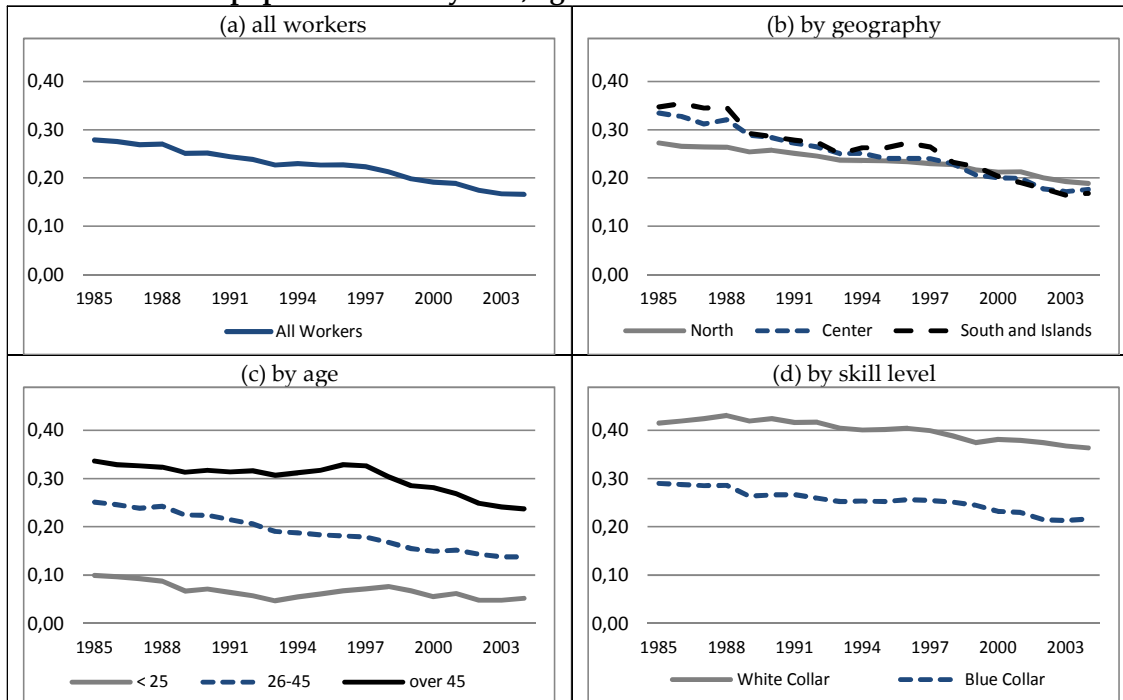 (a) all workers
0,40
0,30
0,20
0,10
0,00
1985 1988 1991 1994 1997 2000 2003
All Workers
(b) by geography
0,40
0,30
0,20
0,10
0,00
1985 1988 1991 1994 1997 2000 2003
North Center South and Islands
(c) by age
0,40
0,30
0,20
0,10
0,00
1985 1988 1991 1994 1997 2000 2003
< 25 26-45 over 45
(d) by skill level
0,40
0,30
0,20
0,10
0,00
1985 1988 1991 1994 1997 2000 2003
White Collar Blue Collar